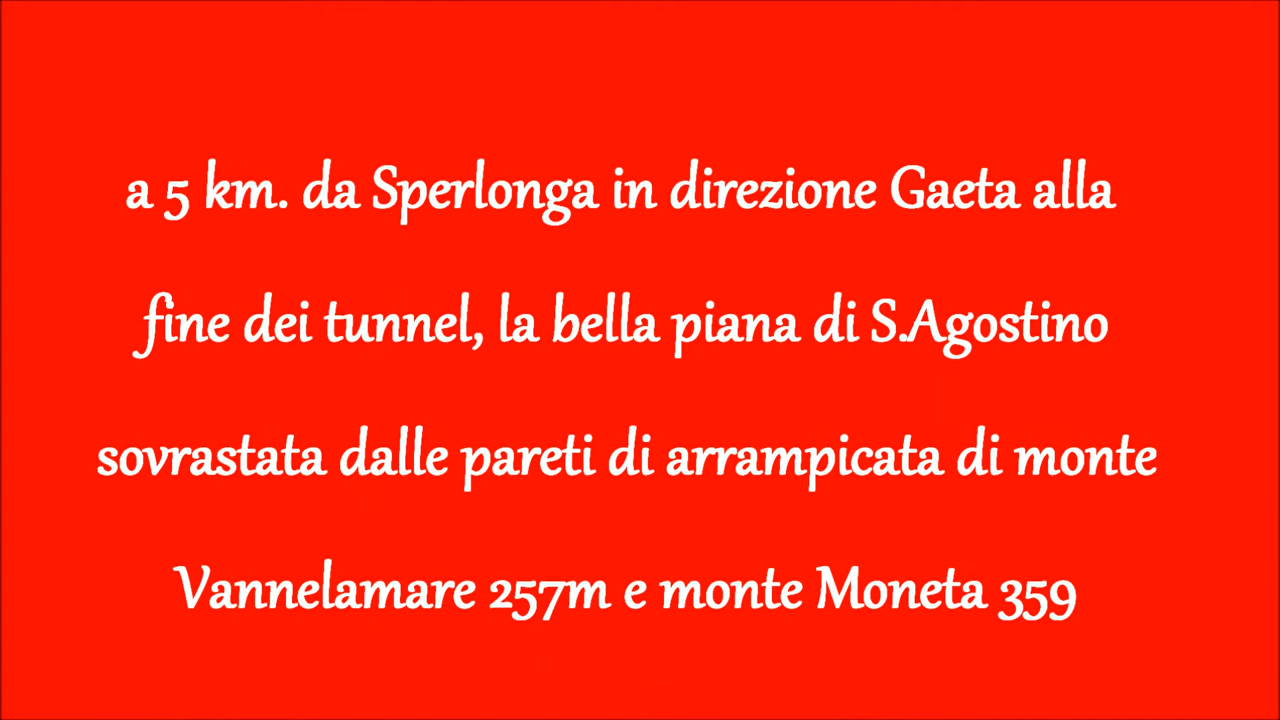 a 5 km. da Sperlonga in direzione Gaeta alla
fine dei tunnel, la bella piana di S.Agostino
sovrastata dalle pareti di arrampicata di monte
Vannelamare 257m e monte Moneta 359